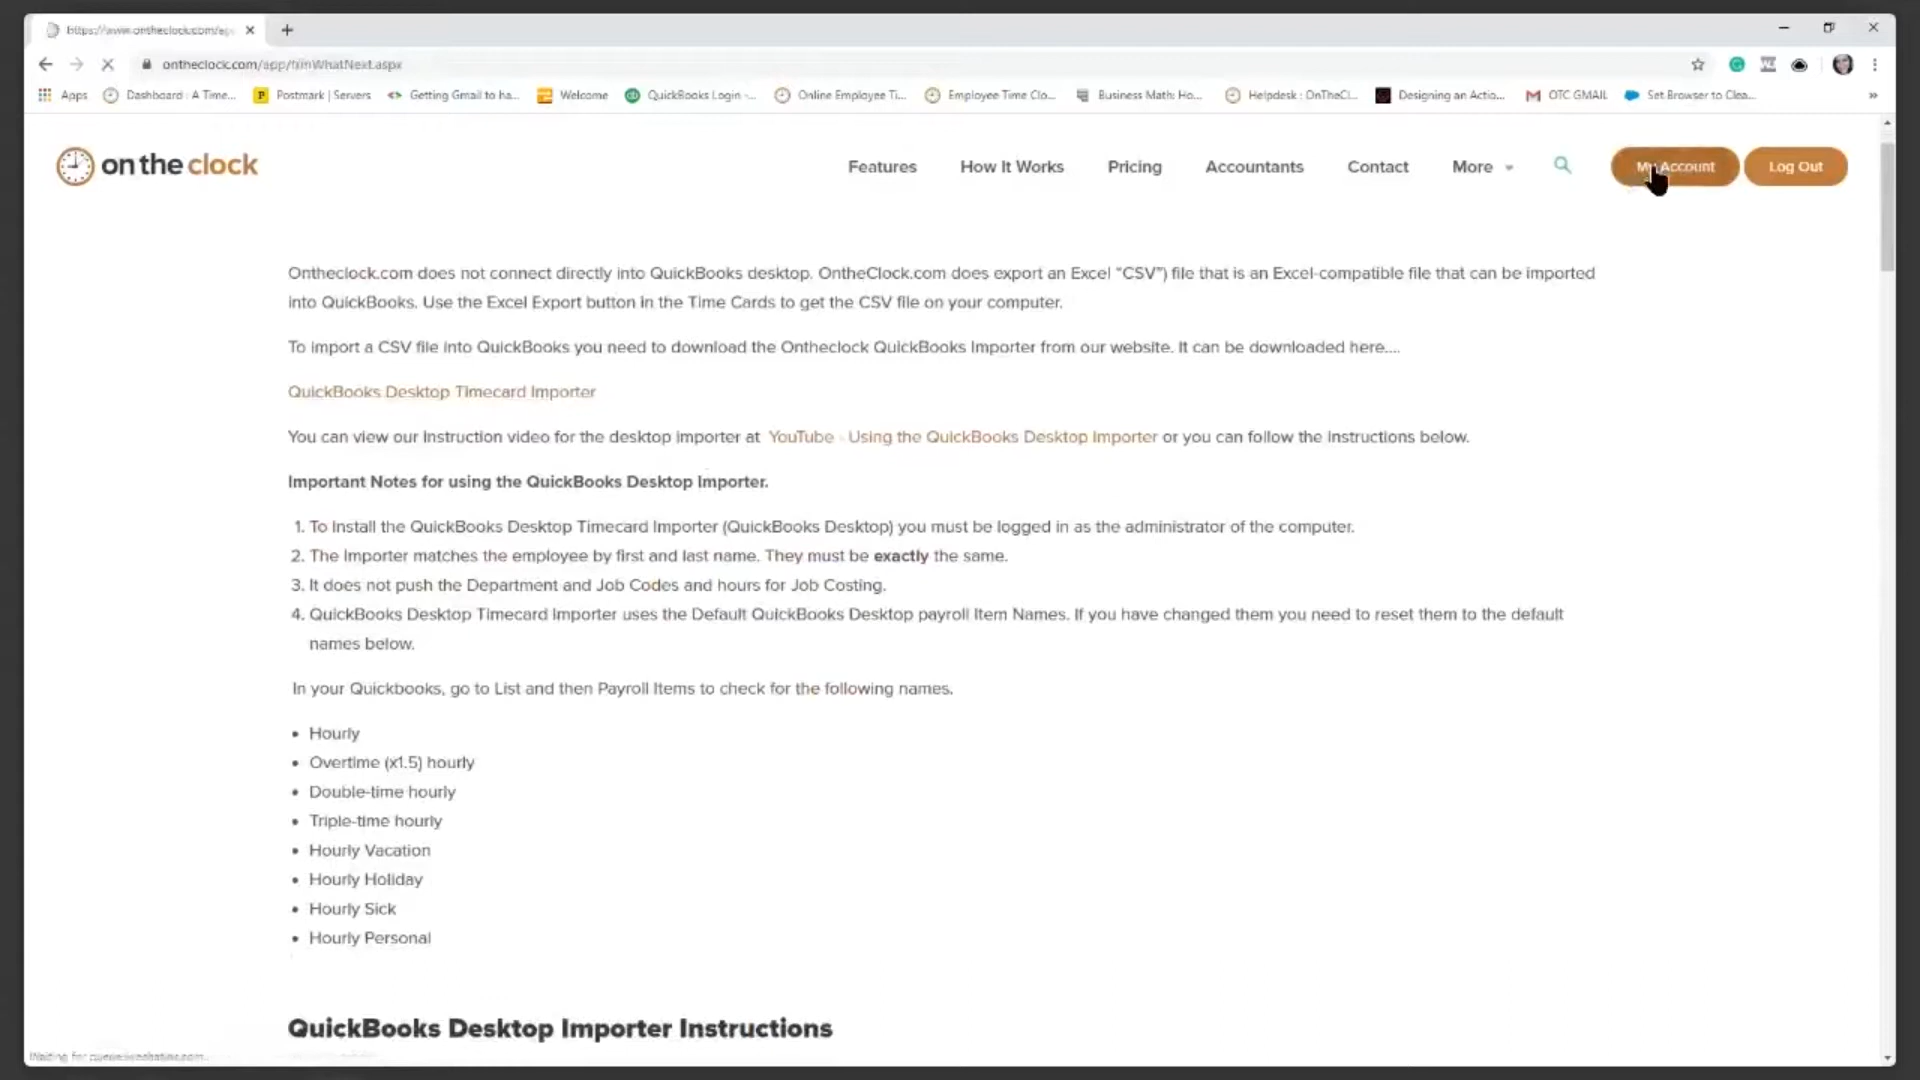 ontheclock.com/app/frmWhatNext.aspx
Apps Dashboard : A Time... Postmark | Servers Getting Gmail to ha... Welcome QuickBooks Login -... Online Employee Ti... Employee Time Clo... Business Math: Ho... Helpdesk : OnTheCl... Designing an Actio... OTC GMAIL Set Browser to Clea... »
on the clock Features How It Works Pricing Accountants Contact More My Account Log Out
Ontheclock.com does not connect directly into QuickBooks desktop. OntheClock.com does export an Excel "CSV") file that is an Excel-compatible file that can be imported
into QuickBooks. Use the Excel Export button in the Time Cards to get the CSV file on your computer.
To import a CSV file into QuickBooks you need to download the Ontheclock QuickBooks Importer from our website. It can be downloaded here....
QuickBooks Desktop Timecard Importer
You can view our instruction video for the desktop importer at YouTube - Using the QuickBooks Desktop Importer or you can follow the instructions below.
Important Notes for using the QuickBooks Desktop Importer.
1. To Install the QuickBooks Desktop Timecard Importer (QuickBooks Desktop) you must be logged in as the administrator of the computer.
2. The Importer matches the employee by first and last name. They must be exactly the same.
3. It does not push the Department and Job Codes and hours for Job Costing.
4. QuickBooks Desktop Timecard Importer uses the Default QuickBooks Desktop payroll Item Names. If you have changed them you need to reset them to the default
names below.
In your Quickbooks, go to List and then Payroll Items to check for the following names.
• Hourly
• Overtime (x1.5) hourly
• Double-time hourly
• Triple-time hourly
• Hourly Vacation
• Hourly Holiday
• Hourly Sick
• Hourly Personal
QuickBooks Desktop Importer Instructions